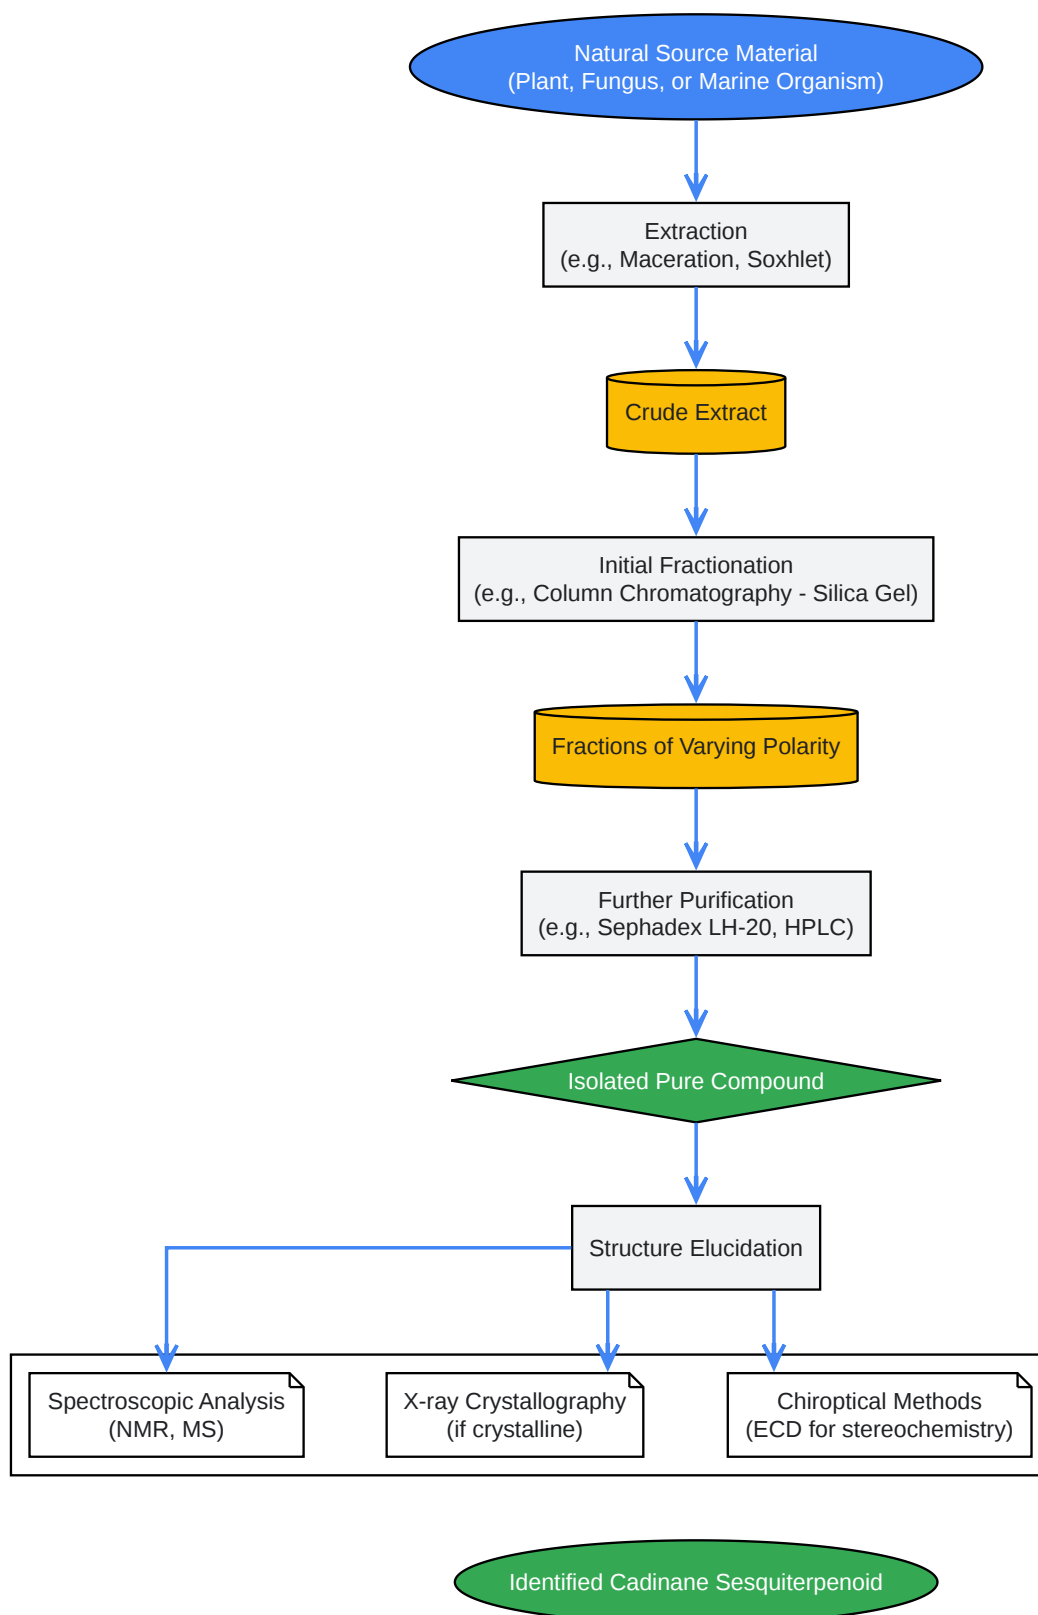 Natural Source Material
(Plant, Fungus, or Marine Organism)
Extraction
(e.g., Maceration, Soxhlet)
Crude Extract
Initial Fractionation
(e.g., Column Chromatography - Silica Gel)
Fractions of Varying Polarity
Further Purification
(e.g., Sephadex LH-20, HPLC)
Isolated Pure Compound
Structure Elucidation
Spectroscopic Analysis
(NMR, MS)
X-ray Crystallography
(if crystalline)
Chiroptical Methods
(ECD for stereochemistry)
Identified Cadinane Sesquiterpenoid